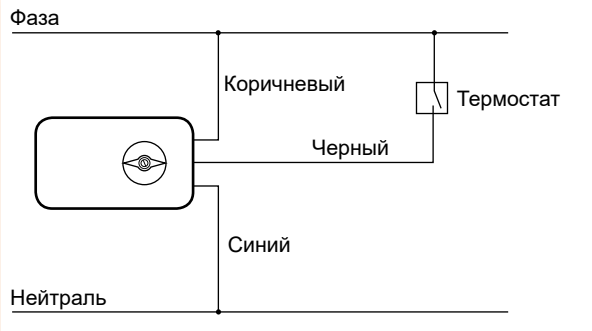 Фаза
Коричневый
Термостат
Черный
Синий
Нейтраль